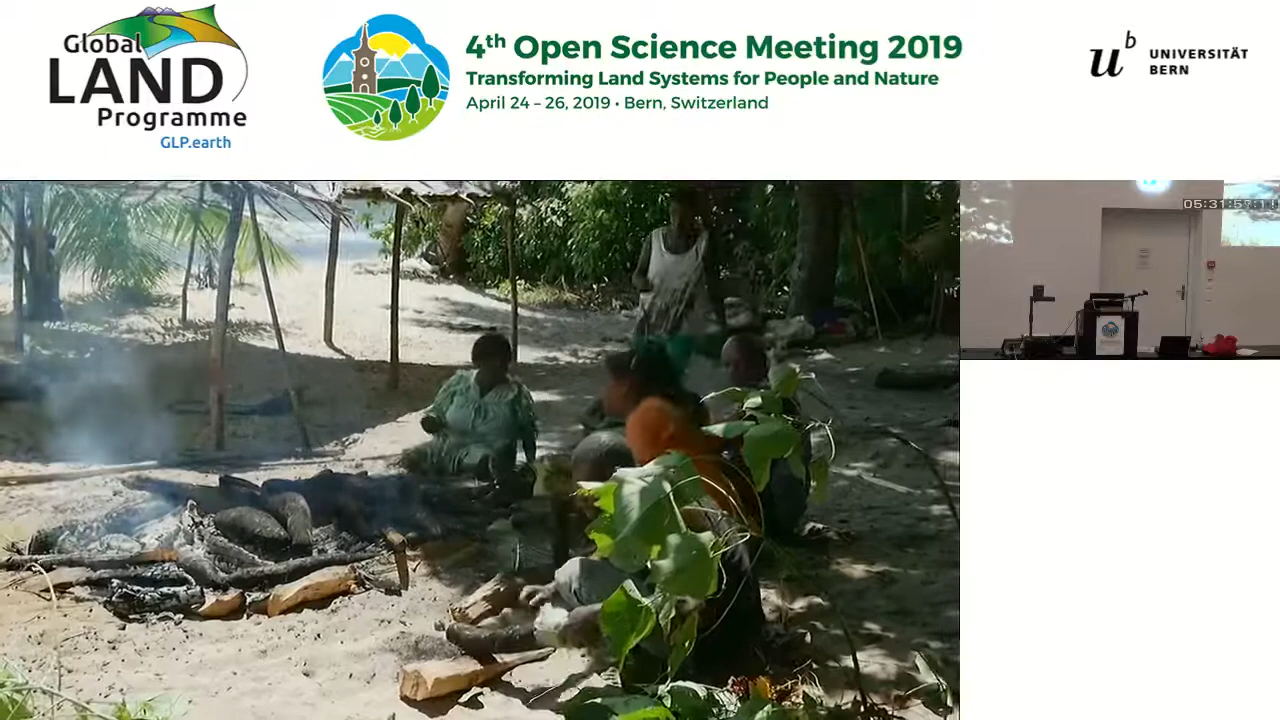 Global
LAND
Programme
GLP.earth
4th Open Science Meeting 2019
Transforming Land Systems for People and Nature
April 24 – 26, 2019 • Bern, Switzerland
u b
UNIVERSITÄT
BERN